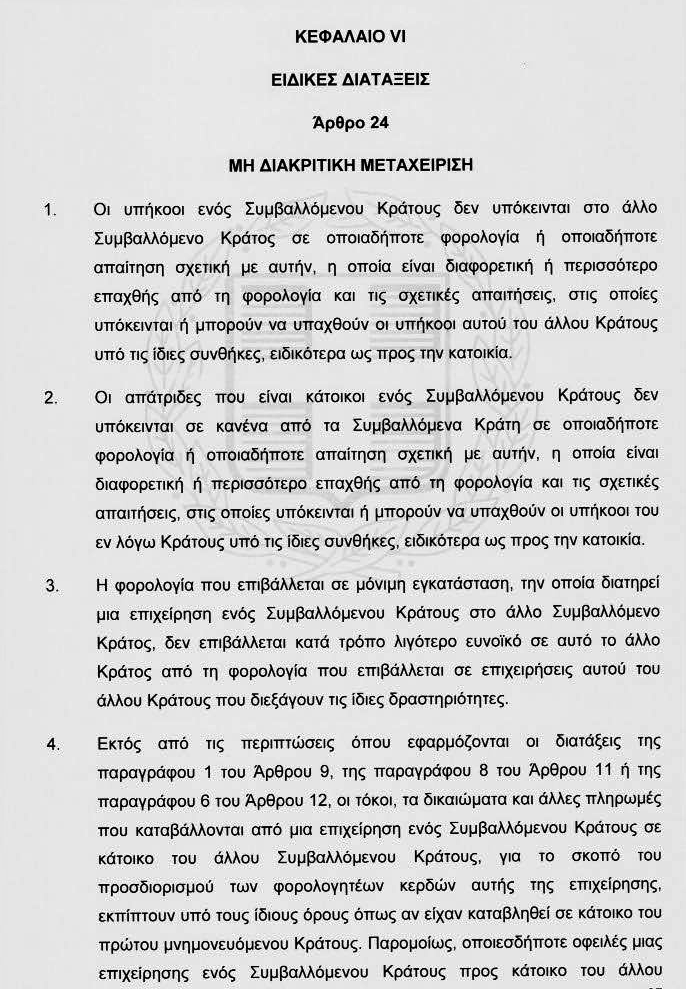 ΚΕΦΑΛΑΙΟ VI
ΕΙΔΙΚΕΣ ΔΙΑΤΑΞΕΙΣ
Άρθρο 24
ΜΗ ΔΙΑΚΡΙΤΙΚΗ ΜΕΤΑΧΕΙΡΙΣΗ
1. Οι υπήκοοι ενός Συμβαλλόμενου Κράτους δεν υπόκεινται στο άλλο
Συμβαλλόμενο Κράτος σε οποιαδήποτε φορολογία ή οποιαδήποτε
απαίτηση σχετική με αυτήν, η οποία είναι διαφορετική ή περισσότερο
επαχθής από τη φορολογία και τις σχετικές απαιτήσεις, στις οποίες
υπόκεινται ή μπορούν να υπαχθούν οι υπήκοοι αυτού του άλλου Κράτους
υπό τις ίδιες συνθήκες, ειδικότερα ως προς την κατοικία.
2. Οι απάτριδες που είναι κάτοικοι ενός Συμβαλλόμενου Κράτους δεν
υπόκεινται σε κανένα από τα Συμβαλλόμενα Κράτη σε οποιαδήποτε
φορολογία ή οποιαδήποτε απαίτηση σχετική με αυτήν, η οποία είναι
διαφορετική ή περισσότερο επαχθής από τη φορολογία και τις σχετικές
απαιτήσεις, στις οποίες υπόκεινται ή μπορούν να υπαχθούν οι υπήκοοι του
εν λόγω Κράτους υπό τις ίδιες συνθήκες, ειδικότερα ως προς την κατοικία.
3. Η φορολογία που επιβάλλεται σε μόνιμη εγκατάσταση, την οποία διατηρεί
μια επιχείρηση ενός Συμβαλλόμενου Κράτους στο άλλο Συμβαλλόμενο
Κράτος, δεν επιβάλλεται κατά τρόπο λιγότερο ευνοϊκό σε αυτό το άλλο
Κράτος από τη φορολογία που επιβάλλεται σε επιχειρήσεις αυτού του
άλλου Κράτους που διεξάγουν τις ίδιες δραστηριότητες.
4. Εκτός από τις περιπτώσεις όπου εφαρμόζονται οι διατάξεις της
παραγράφου 1 του Άρθρου 9, της παραγράφου 8 του Άρθρου 11 ή της
παραγράφου 6 του Άρθρου 12, οι τόκοι, τα δικαιώματα και άλλες πληρωμές
που καταβάλλονται από μια επιχείρηση ενός Συμβαλλόμενου Κράτους σε
κάτοικο του άλλου Συμβαλλόμενου Κράτους, για το σκοπό του
προσδιορισμού των φορολογητέων κερδών αυτής της επιχείρησης,
εκπίπτουν υπό τους ίδιους όρους όπως αν είχαν καταβληθεί σε κάτοικο του
πρώτου μνημονευόμενου Κράτους. Παρομοίως, οποιεσδήποτε οφειλές μιας
επιχείρησης ενός Συμβαλλόμενου Κράτους προς κάτοικο του άλλου